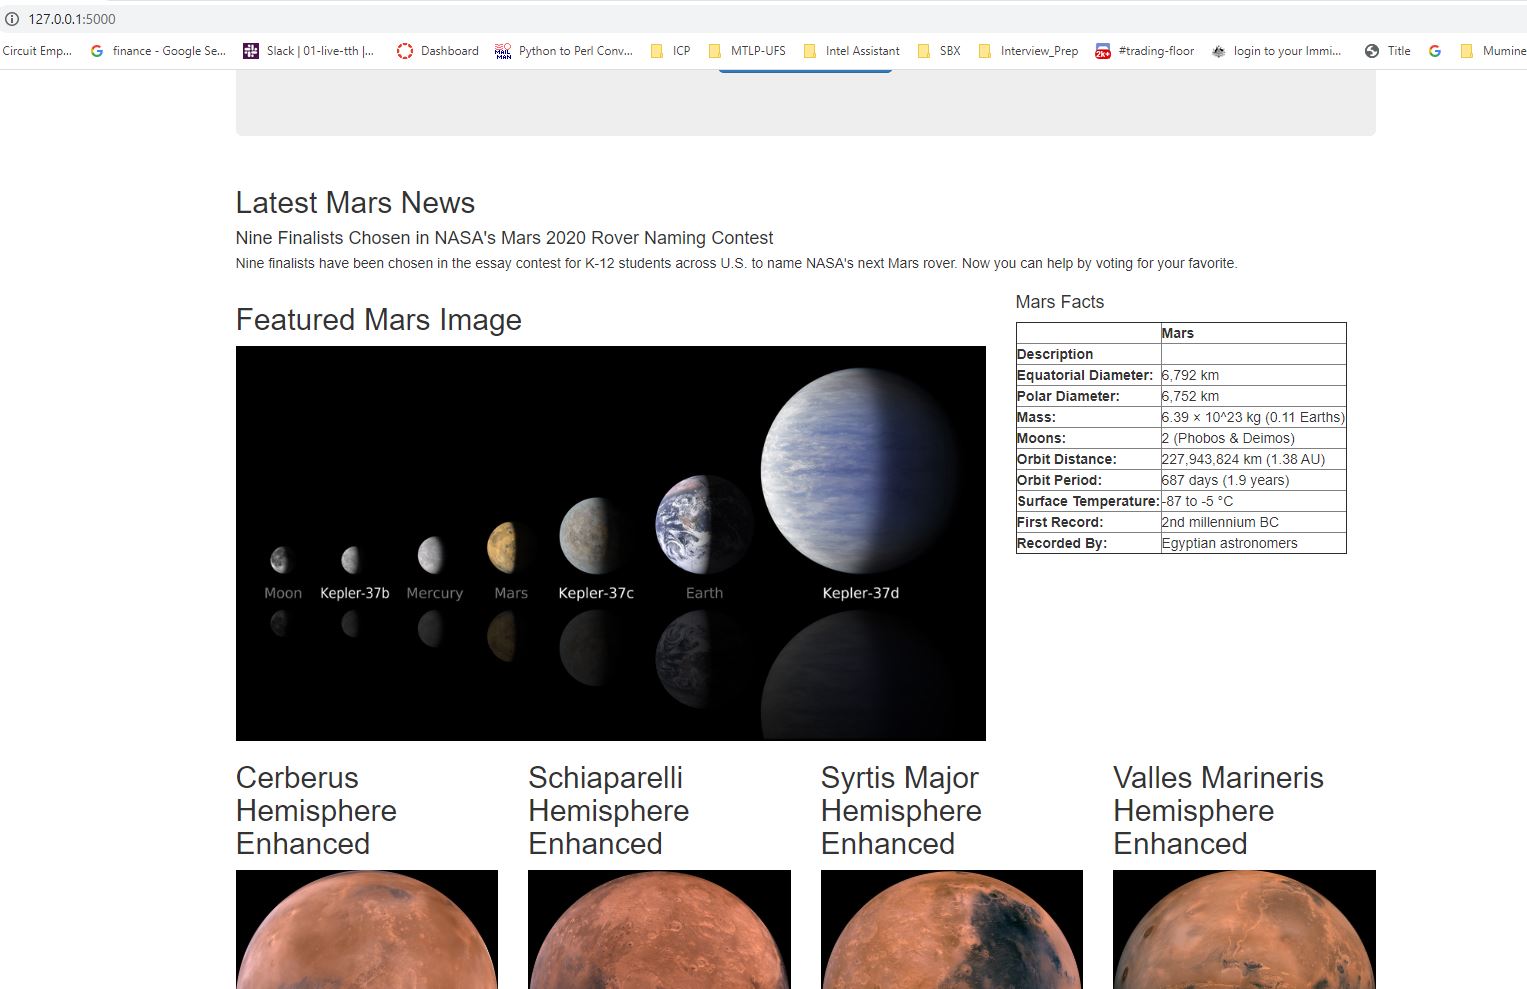 127.0.0.1:5000
Circuit Emp... finance - Google Se... Slack | 01-live-tth |... Dashboard Python to Perl Conv... ICP MTLP-UFS Intel Assistant SBX Interview_Prep 2k+ #trading-floor login to your Immi... Title Mumine
Latest Mars News
Nine Finalists Chosen in NASA's Mars 2020 Rover Naming Contest
Nine finalists have been chosen in the essay contest for K-12 students across U.S. to name NASA's next Mars rover. Now you can help by voting for your favorite.
Featured Mars Image
Moon Kepler-37b Mercury Mars Kepler-37c Earth Kepler-37d
Mars Facts
Mars
Description
Equatorial Diameter: 6,792 km
Polar Diameter: 6,752 km
Mass: 6.39 × 10^23 kg (0.11 Earths)
Moons: 2 (Phobos & Deimos)
Orbit Distance: 227,943,824 km (1.38 AU)
Orbit Period: 687 days (1.9 years)
Surface Temperature: -87 to -5 °C
First Record: 2nd millennium BC
Recorded By: Egyptian astronomers
Cerberus
Hemisphere
Enhanced
Schiaparelli
Hemisphere
Enhanced
Syrtis Major
Hemisphere
Enhanced
Valles Marineris
Hemisphere
Enhanced